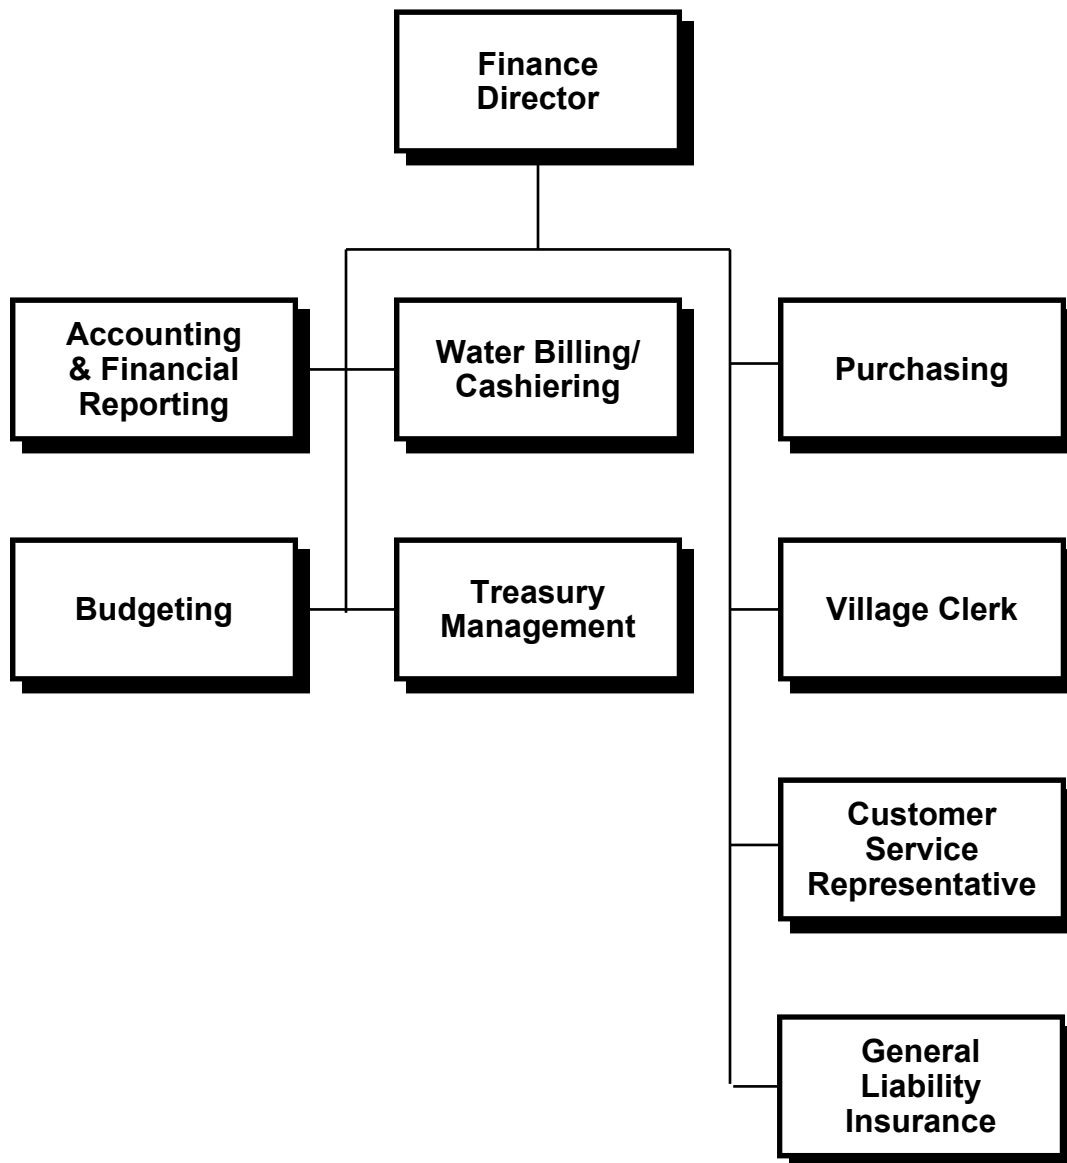 Finance
Director
Accounting
& Financial
Reporting
Water Billing/
Cashiering
Purchasing
Budgeting
Treasury
Management
Village Clerk
Customer
Service
Representative
General
Liability
Insurance